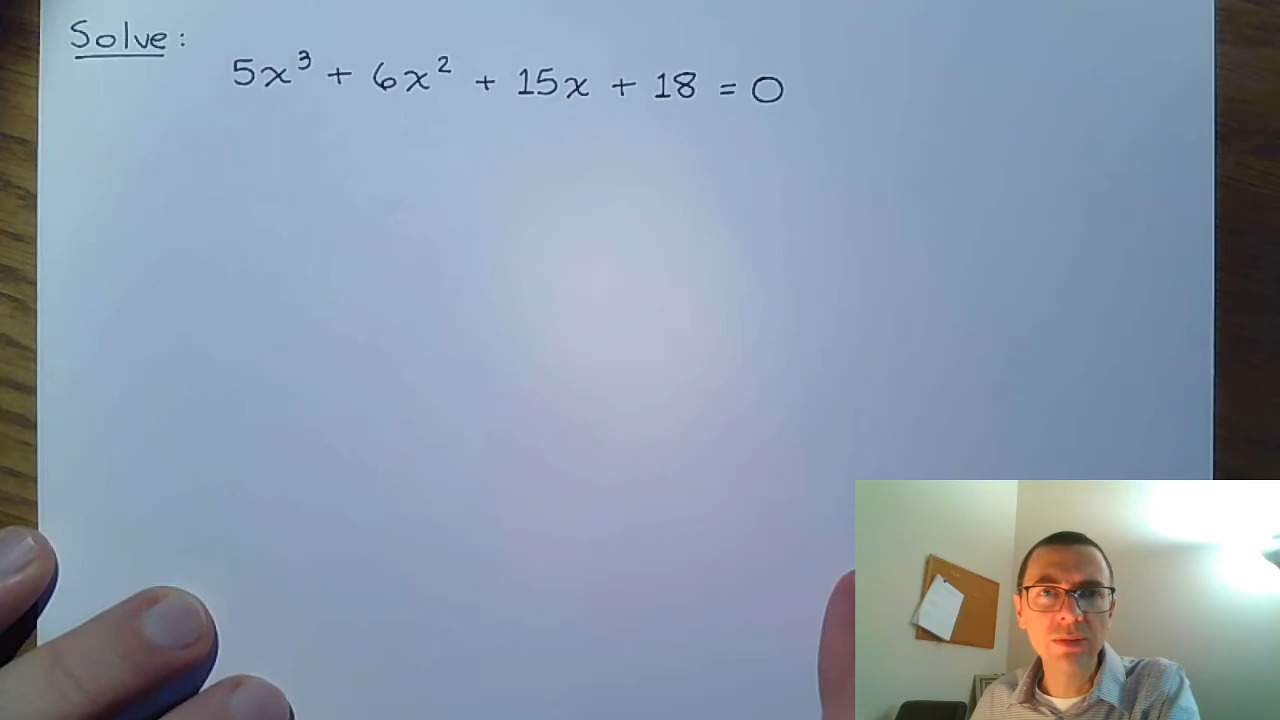 Solve:
5x³ + 6x² + 15x + 18 = 0